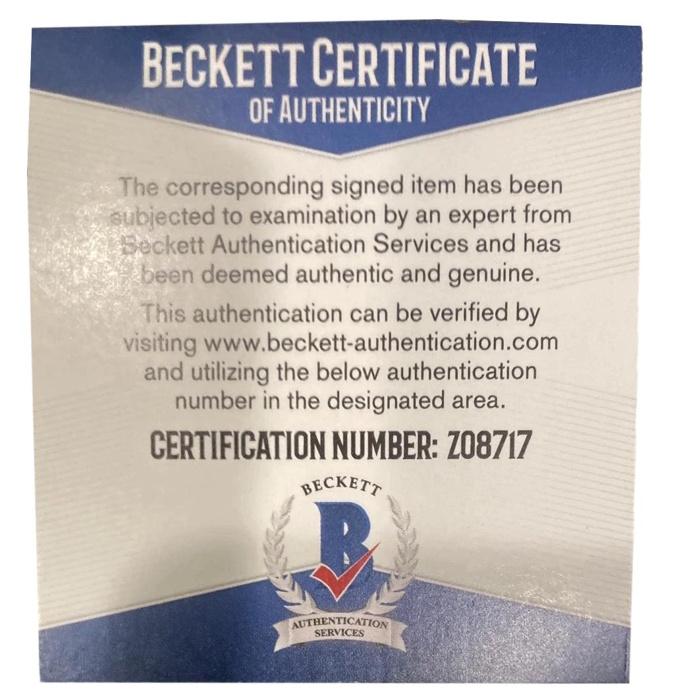 BECKETT CERTIFICATE
OF AUTHENTICITY
The corresponding signed item has been
subjected to examination by an expert from
Beckett Authentication Services and has
been deemed authentic and genuine.
This authentication can be verified by
visiting www.beckett-authentication.com
and utilizing the below authentication
number in the designated area.
CERTIFICATION NUMBER: Z08717
BECKETT
B
AUTHENTICATION
SERVICES